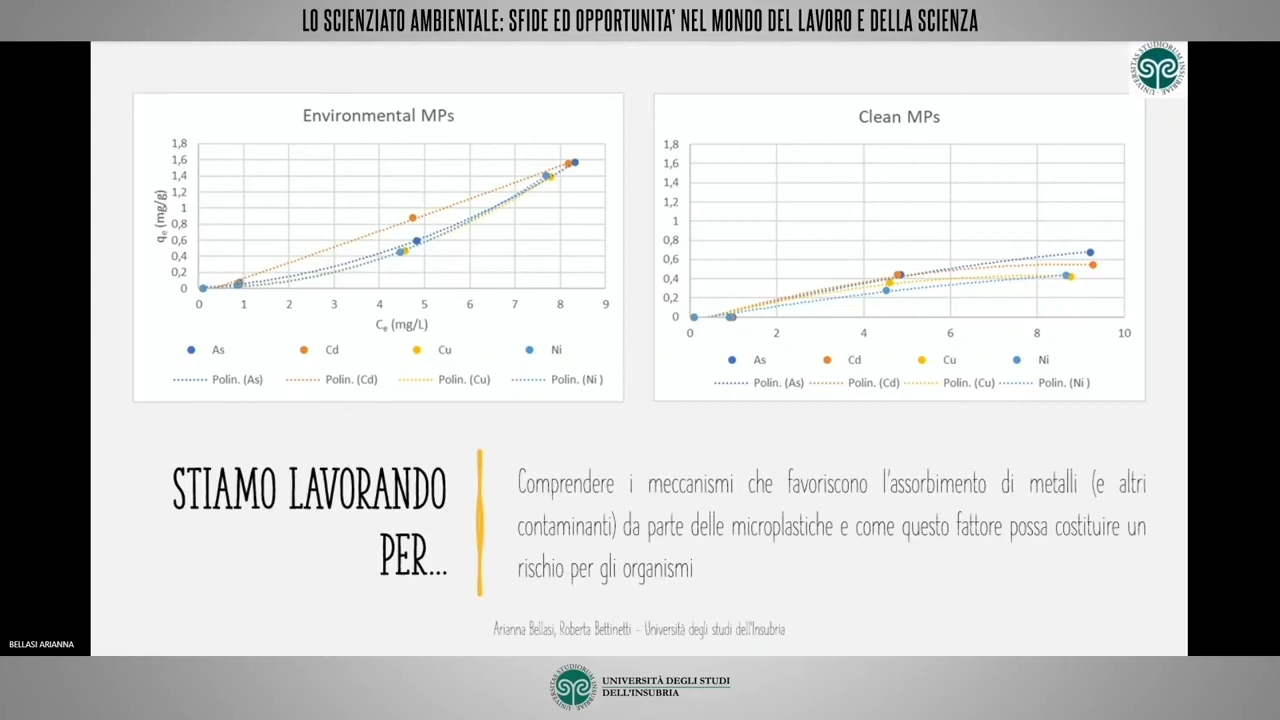 LO SCIENZIATO AMBIENTALE: SFIDE ED OPPORTUNITA' NEL MONDO DEL LAVORO E DELLA SCIENZA
UNIVERSITAS STUDIORUM INSUBRIAE
Environmental MPs
1,8
1,6
1,4
1,2
1
0,8
0,6
0,4
0,2
0
qe (mg/g)
0 1 2 3 4 5 6 7 8 9
Ce (mg/L)
As Cd Cu Ni
Polin. (As) Polin. (Cd) Polin. (Cu) Polin. (Ni )
Clean MPs
1,8
1,6
1,4
1,2
1
0,8
0,6
0,4
0,2
0
0 2 4 6 8 10
As Cd Cu Ni
Polin. (As) Polin. (Cd) Polin. (Cu) Polin. (Ni )
STIAMO LAVORANDO
PER...
Comprendere i meccanismi che favoriscono l'assorbimento di metalli (e altri
contaminanti) da parte delle microplastiche e come questo fattore possa costituire un
rischio per gli organismi
Arianna Bellasi, Roberta Bettinetti – Università degli studi dell'Insubria
BELLASI ARIANNA
UNIVERSITAS STUDIORUM INSUBRIAE
UNIVERSITÀ DEGLI STUDI
DELL'INSUBRIA